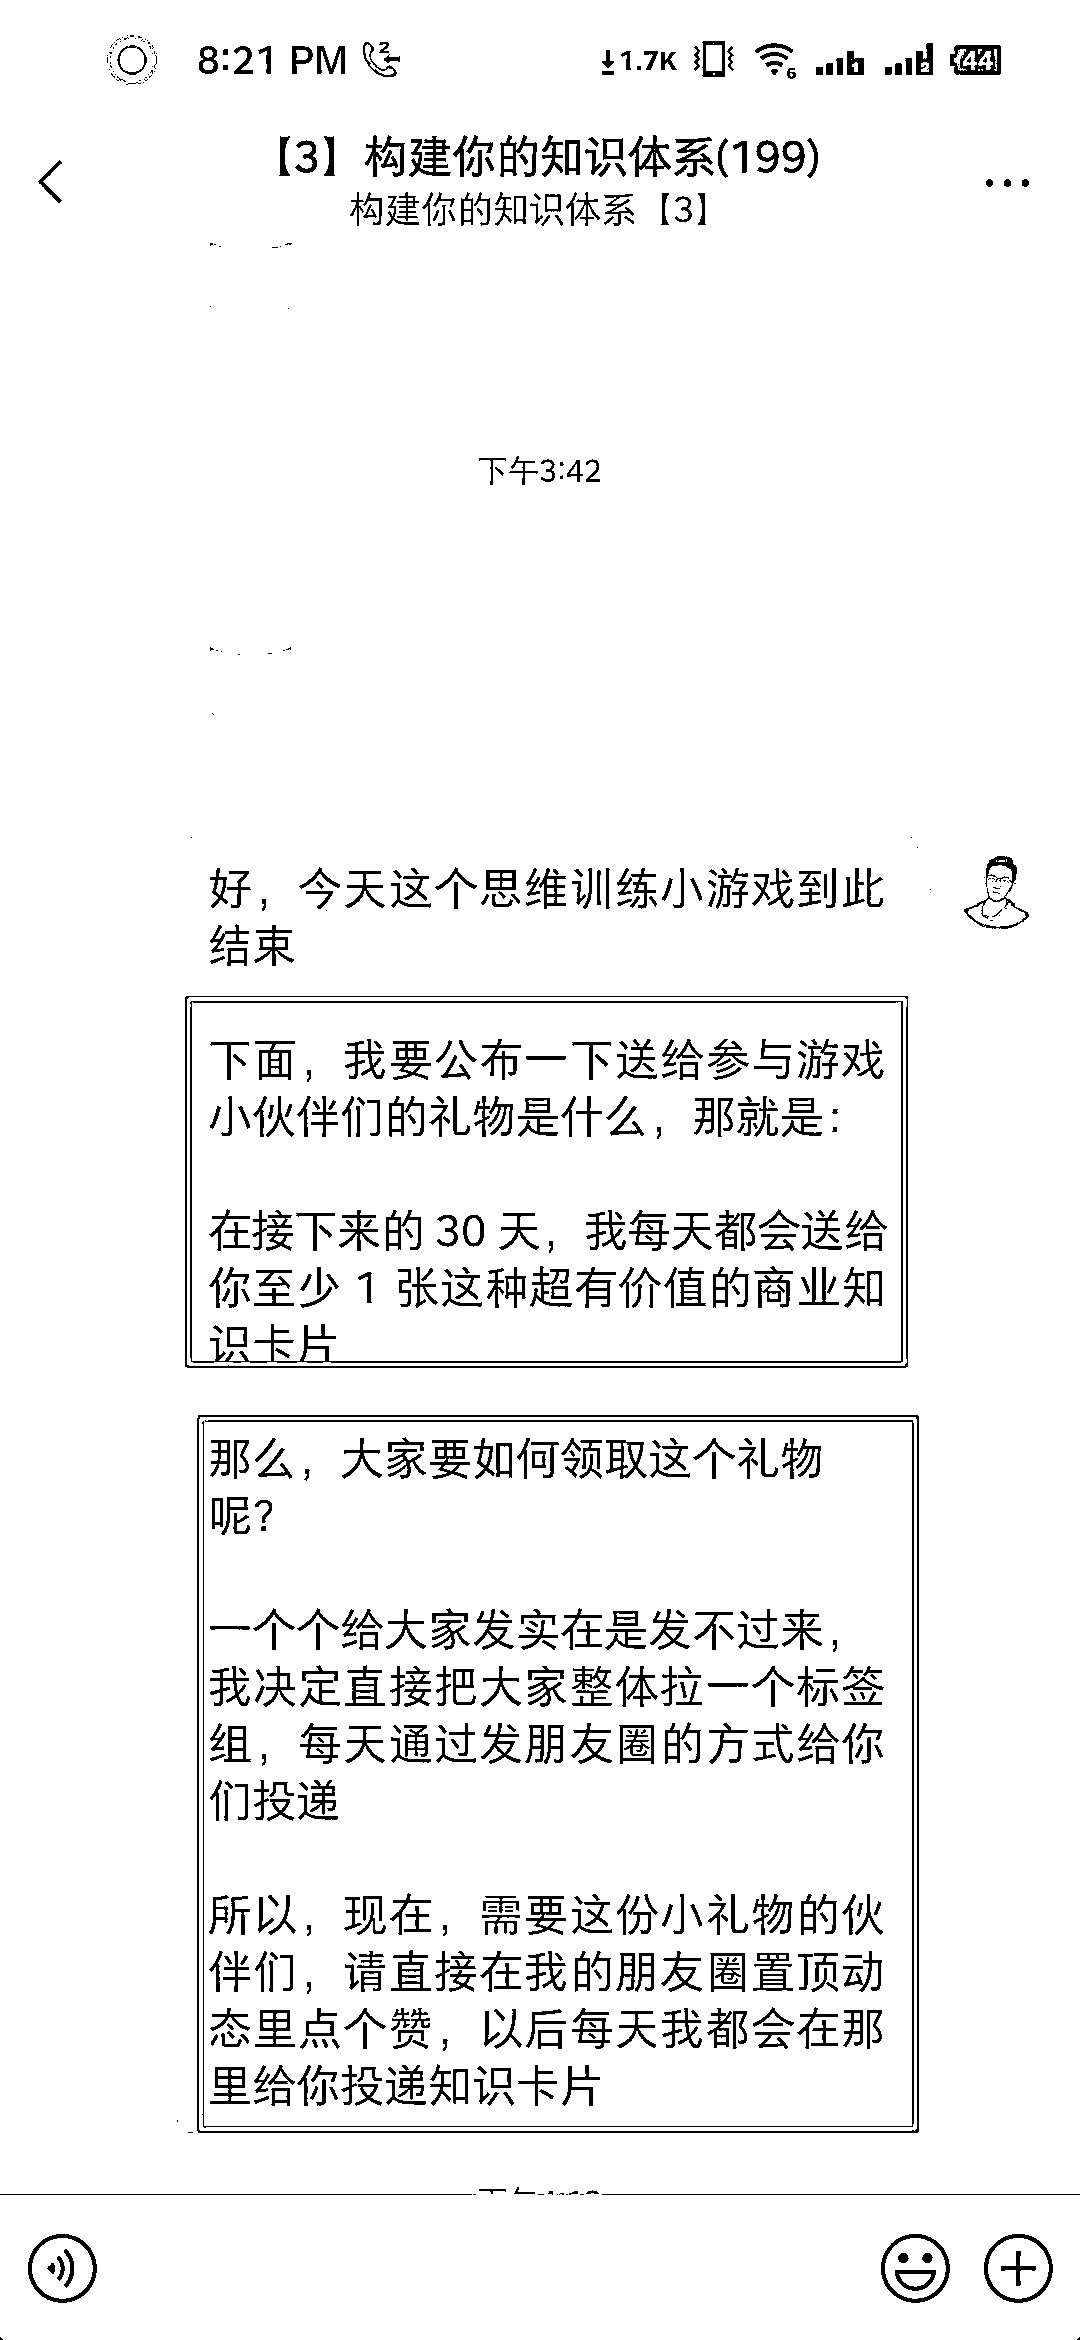 8:21 PM 2 1.7K 6 1 2 44
【3】构建你的知识体系(199)
构建你的知识体系【3】
下午3:42
好，今天这个思维训练小游戏到此
结束
下面，我要公布一下送给参与游戏
小伙伴们的礼物是什么，那就是：
在接下来的 30 天，我每天都会送给
你至少 1 张这种超有价值的商业知
识卡片
那么，大家要如何领取这个礼物
呢？
一个个给大家发实在是发不过来，
我决定直接把大家整体拉一个标签
组，每天通过发朋友圈的方式给你
们投递
所以，现在，需要这份小礼物的伙
伴们，请直接在我的朋友圈置顶动
态里点个赞，以后每天我都会在那
里给你投递知识卡片